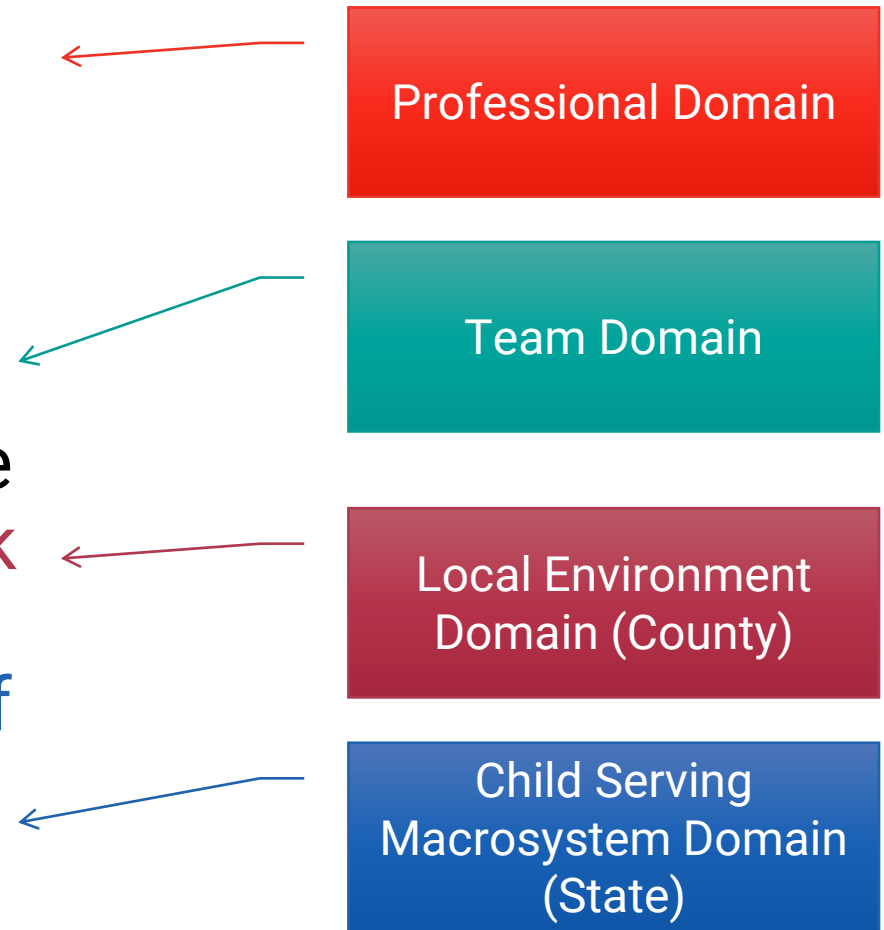 Professional Domain
Team Domain
e
k
Local Environment
Domain (County)
f
Child Serving
Macrosystem Domain
(State)